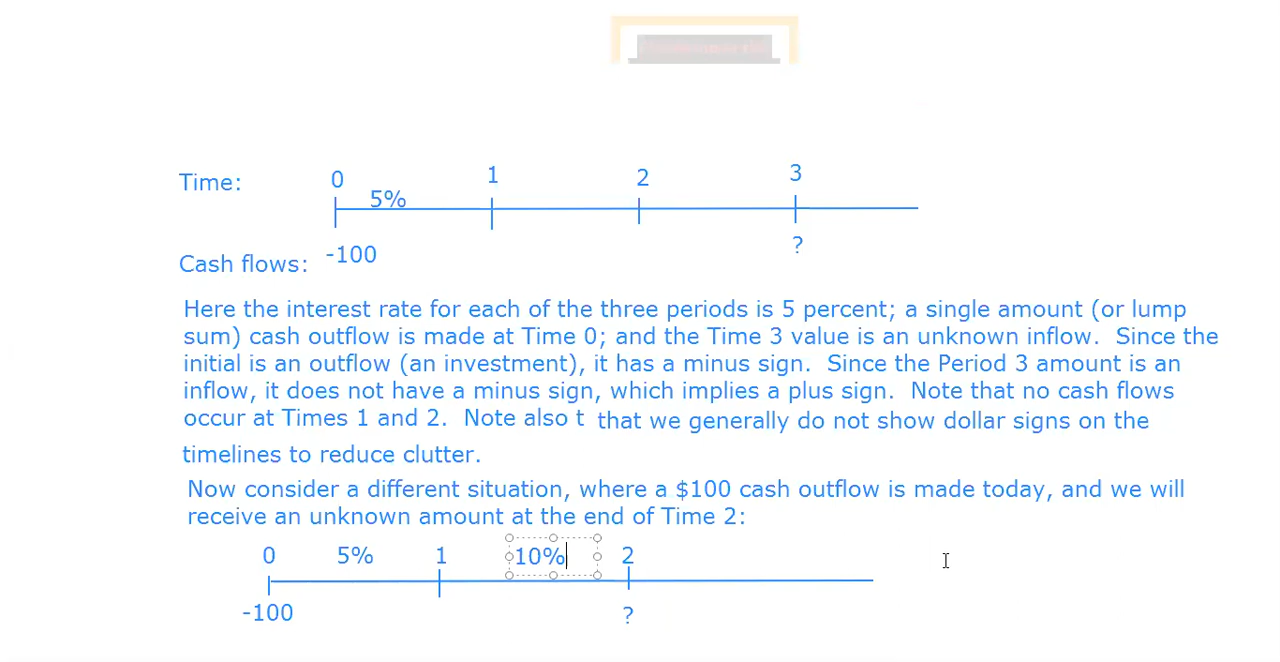 0 1 2 3
Time:
5%
?
Cash flows: -100
Here the interest rate for each of the three periods is 5 percent; a single amount (or lump
sum) cash outflow is made at Time 0; and the Time 3 value is an unknown inflow. Since the
initial is an outflow (an investment), it has a minus sign. Since the Period 3 amount is an
inflow, it does not have a minus sign, which implies a plus sign. Note that no cash flows
occur at Times 1 and 2. Note also t that we generally do not show dollar signs on the
timelines to reduce clutter.
Now consider a different situation, where a $100 cash outflow is made today, and we will
receive an unknown amount at the end of Time 2:
0 5% 1 10% 2
-100 ?